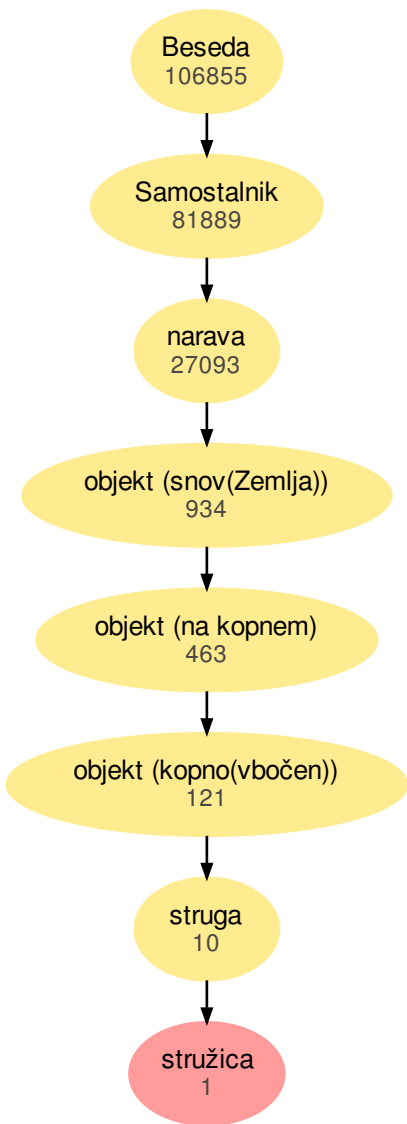 Beseda
106855
Samostalnik
81889
narava
27093
objekt (snov(Zemlja))
934
objekt (na kopnem)
463
objekt (kopno(vbočen))
121
struga
10
stružica
1